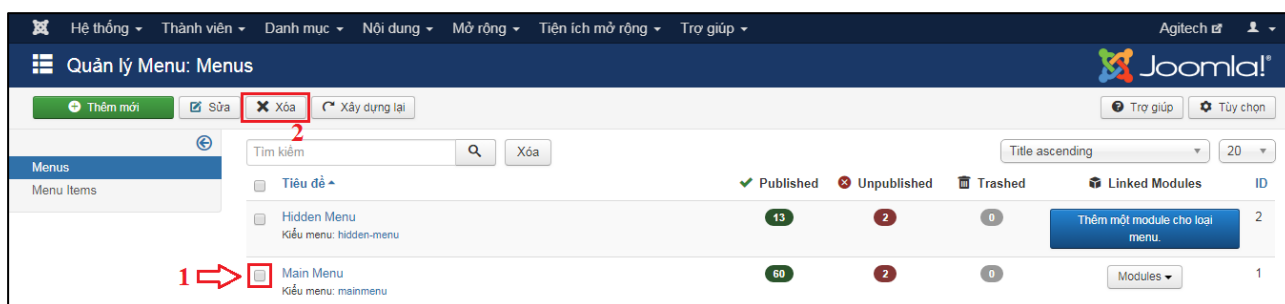 Hệ thống Thành viên Danh mục Nội dung Mở rộng Tiện ích mở rộng Trợ giúp Agitech
Quản lý Menu: Menus Joomla!®
Thêm mới Sửa Xóa Xây dựng lại Trợ giúp Tùy chọn
2
Tìm kiếm Xóa Title ascending 20
Menus
Menu Items
Tiêu đề Published Unpublished Trashed Linked Modules ID
Hidden Menu 13 2 0 Thêm một module cho loại menu. 2
Kiểu menu: hidden-menu
1 Main Menu 60 2 0 Modules 1
Kiểu menu: mainmenu